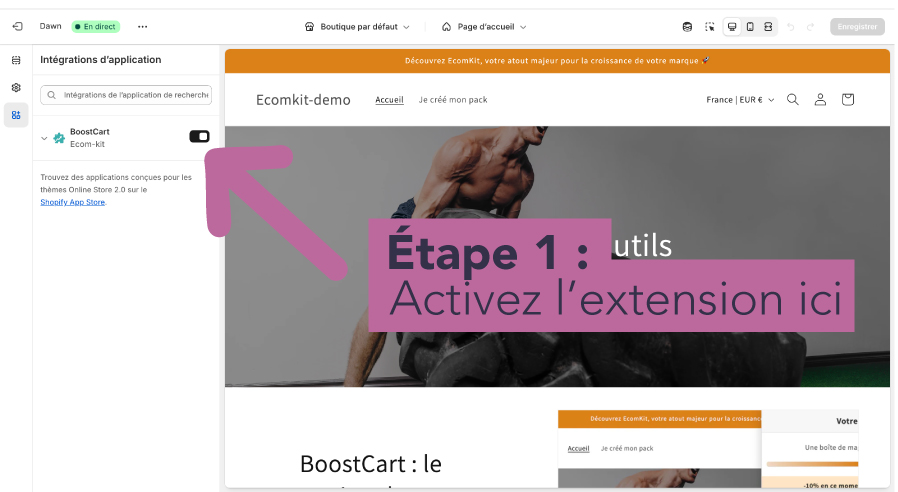 Dawn
En direct
Boutique par défaut
Page d'accueil
Enregistrer
Intégrations d'application
Intégrations de l'application de recherche
BoostCart
Ecom-kit
Trouvez des applications conçues pour les
thèmes Online Store 2.0 sur le
Shopify App Store.
Découvrez EcomKit, votre atout majeur pour la croissance de votre marque
Ecomkit-demo
Accueil
Je créé mon pack
France | EUR €
utils
Étape 1 :
Activez l'extension ici
BoostCart : le
Découvrez EcomKit, votre atout majeur pour la croissance
Accueil
Je créé mon pack
Votre
Une boîte de ma
-10% en ce mome